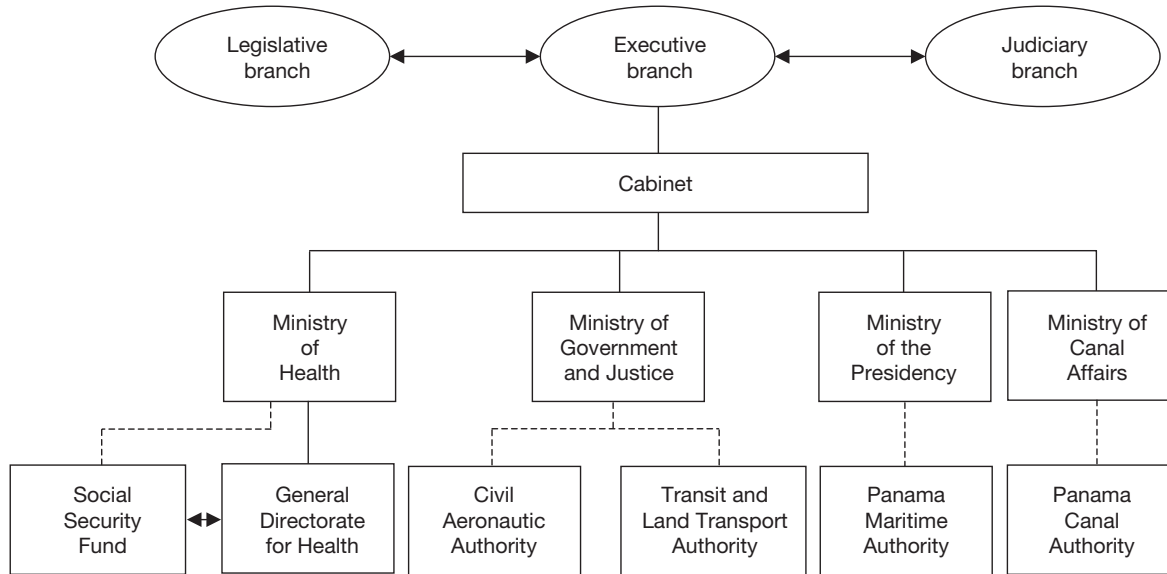 Legislative
branch
Executive
branch
Judiciary
branch
Cabinet
Ministry
of
Health
Ministry of
Government
and Justice
Ministry
of the
Presidency
Ministry of
Canal
Affairs
Social
Security
Fund
General
Directorate
for Health
Civil
Aeronautic
Authority
Transit and
Land Transport
Authority
Panama
Maritime
Authority
Panama
Canal
Authority